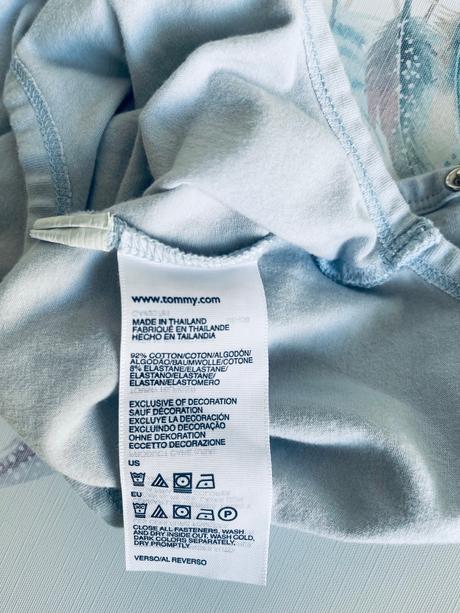 www.tommy.com
MADE IN THAILAND
FABRIQUÉ EN THAILANDE
HECHO EN TAILANDIA
92% COTTON/COTON/ALGODÓN/
ALGODÃO/BAUMWOLLE/COTONE
8% ELASTANE/ELASTANE/
ELASTANO/ELASTANE/
ELASTAN/ELASTOMERO
EXCLUSIVE OF DECORATION
SAUF DÉCORATION
EXCLUYE LA DECORACIÓN
EXCLUINDO DECORAÇÃO
OHNE DEKORATION
ECCETTO DECORAZIONE
US
EU
P
CLOSE ALL FASTENERS, WASH
AND DRY INSIDE OUT, WASH COLD,
DARK COLORS SEPARATELY.
DRY PROMPTLY
VERSO/AL REVERSO